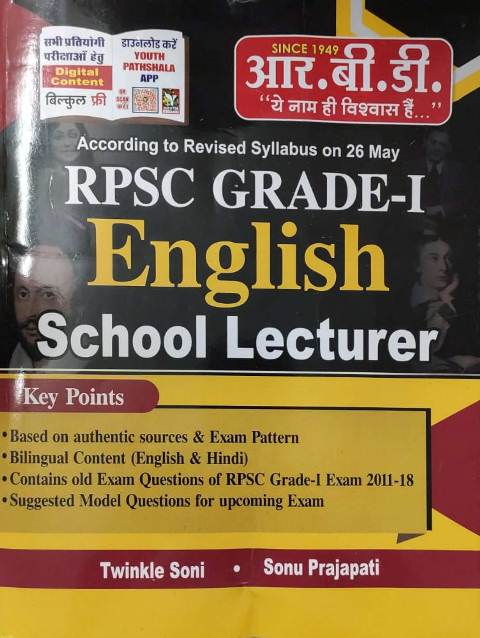 सभी प्रतियोगी
परीक्षाओं हेतु
Digital
Content
बिल्कुल फ्री
डाउनलोड करें
YOUTH
PATHSHALA
APP
QR
SCAN
करें
SINCE 1949
आर.बी.डी.
“ये नाम ही विश्वास हैं...”
According to Revised Syllabus on 26 May
RPSC GRADE-I
English
School Lecturer
Key Points
• Based on authentic sources & Exam Pattern
• Bilingual Content (English & Hindi)
• Contains old Exam Questions of RPSC Grade-I Exam 2011-18
• Suggested Model Questions for upcoming Exam
Twinkle Soni • Sonu Prajapati